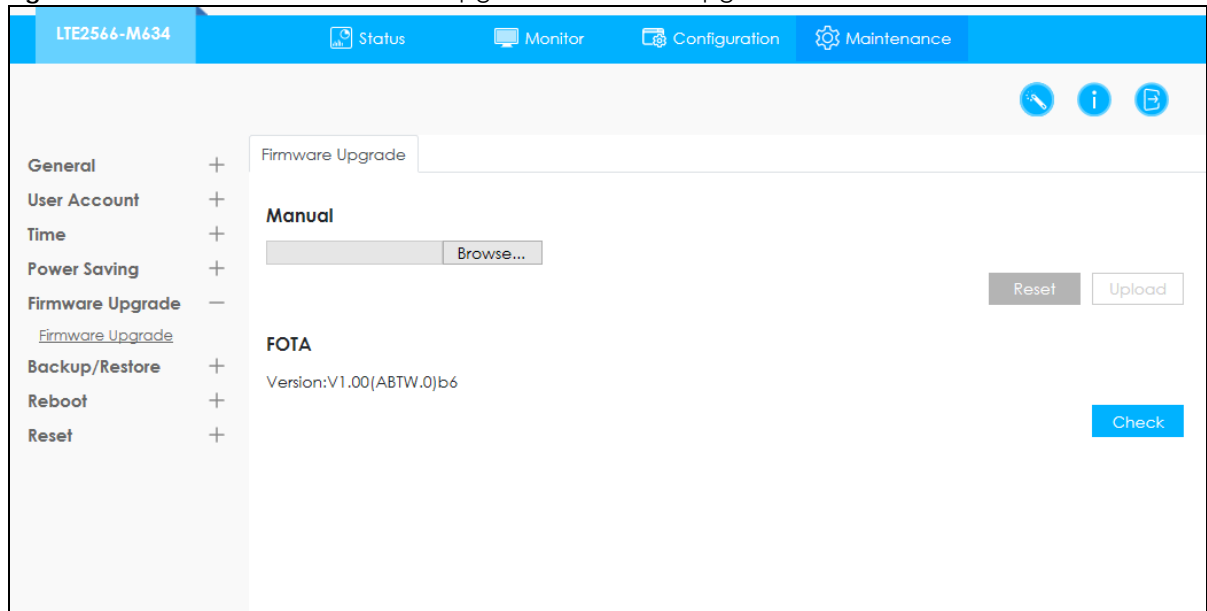 LTE2566-M634
Status
Monitor
Configuration
Maintenance
General
User Account
Time
Power Saving
Firmware Upgrade
Firmware Upgrade
Backup/Restore
Reboot
Reset
Firmware Upgrade
Manual
Browse...
Reset
Upload
FOTA
Version:V1.00(ABTW.0)b6
Check